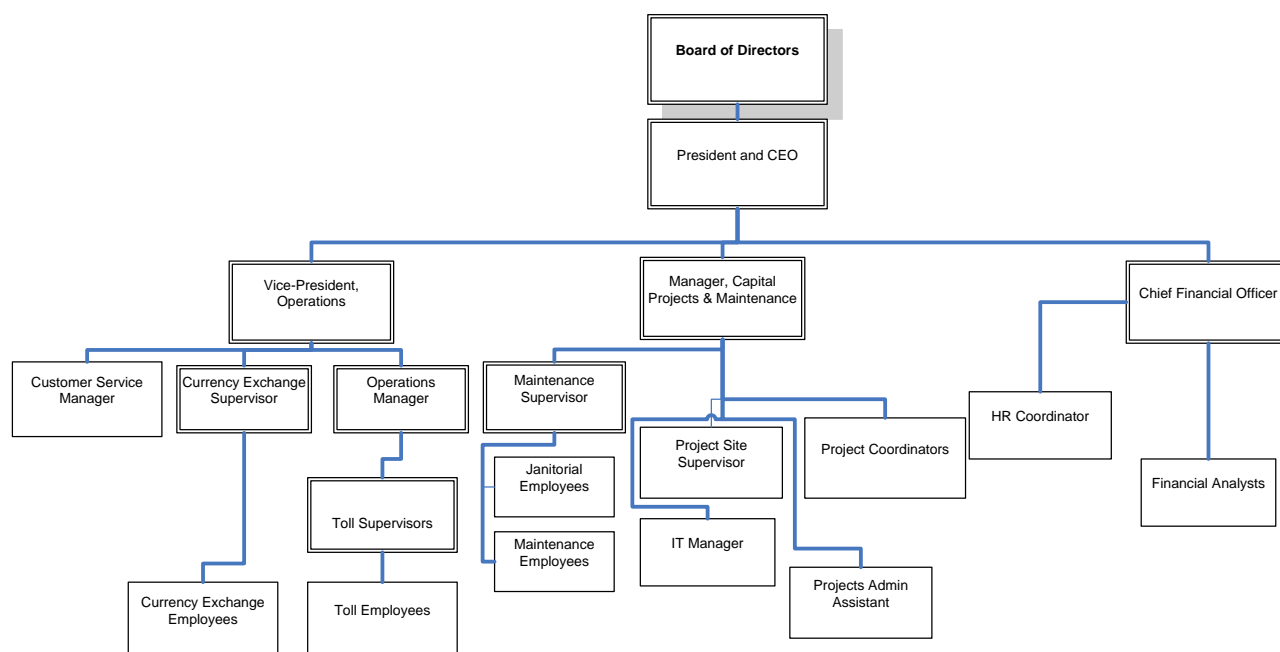 Board of Directors
President and CEO
Vice-President,
Operations
Manager, Capital
Projects & Maintenance
Chief Financial Officer
Customer Service
Manager
Currency Exchange
Supervisor
Operations
Manager
Maintenance
Supervisor
Project Site
Supervisor
Project Coordinators
HR Coordinator
Janitorial
Employees
Financial Analysts
Toll Supervisors
Maintenance
Employees
IT Manager
Currency Exchange
Employees
Toll Employees
Projects Admin
Assistant